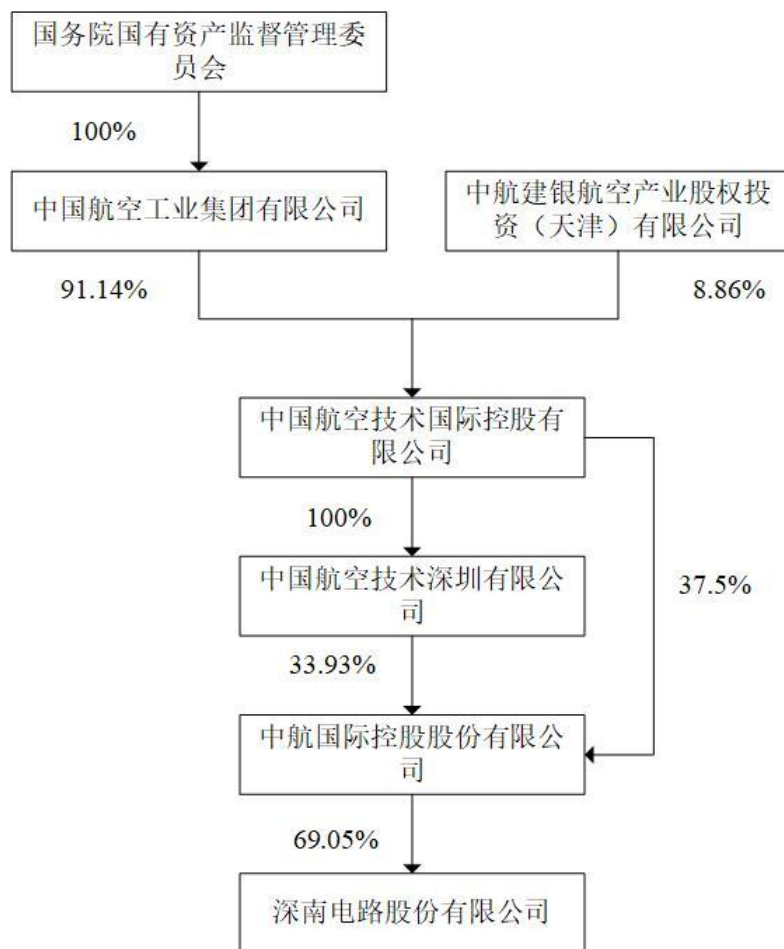 国务院国有资产监督管理委
员会
100%
中国航空工业集团有限公司
中航建银航空产业股权投
资（天津）有限公司
91.14%
8.86%
中国航空技术国际控股有
限公司
100%
中国航空技术深圳有限公
司
37.5%
33.93%
中航国际控股股份有限公
司
69.05%
深南电路股份有限公司